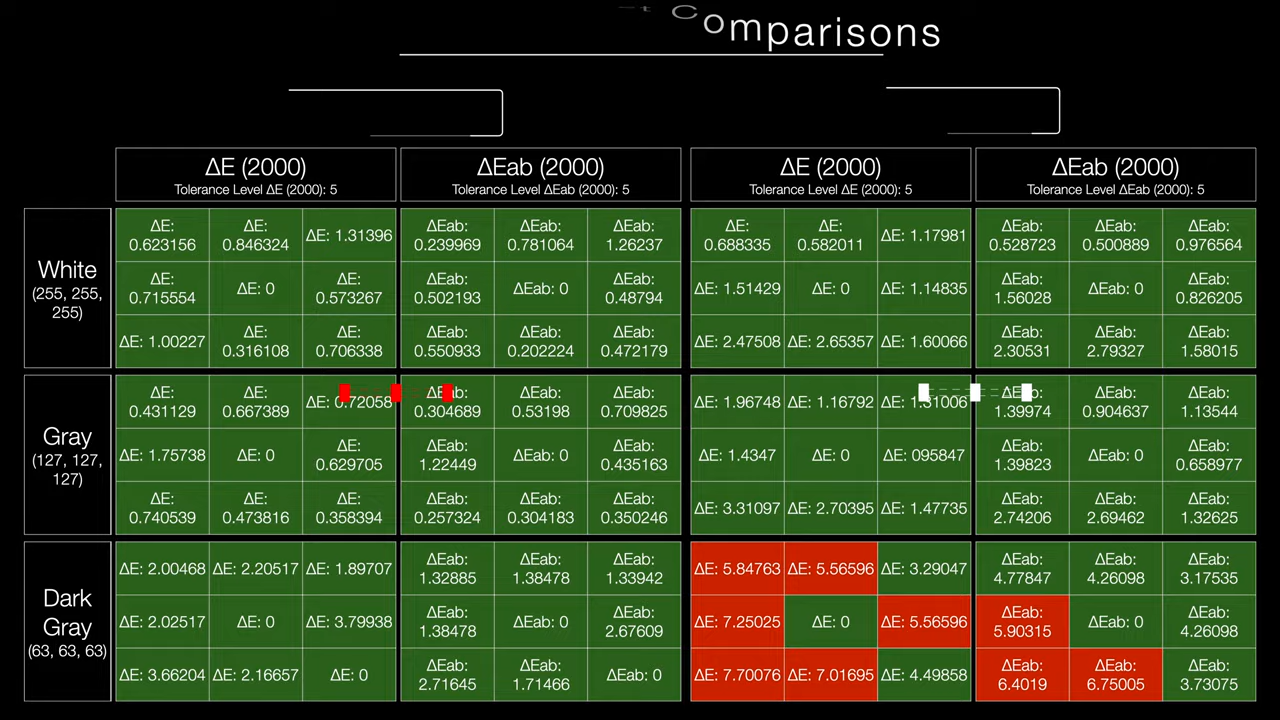 Comparisons
ΔE (2000) ΔEab (2000) ΔE (2000) ΔEab (2000)
Tolerance Level ΔE (2000): 5 Tolerance Level ΔEab (2000): 5 Tolerance Level ΔE (2000): 5 Tolerance Level ΔEab (2000): 5
White
(255, 255,
255)
ΔE: 0.623156 ΔE: 0.846324 ΔE: 1.31396 ΔEab: 0.239969 ΔEab: 0.781064 ΔEab: 1.26237 ΔE: 0.688335 ΔE: 0.582011 ΔE: 1.17981 ΔEab: 0.528723 ΔEab: 0.500889 ΔEab: 0.976564
ΔE: 0.715554 ΔE: 0 ΔE: 0.573267 ΔEab: 0.502193 ΔEab: 0 ΔEab: 0.48794 ΔE: 1.51429 ΔE: 0 ΔE: 1.14835 ΔEab: 1.56028 ΔEab: 0 ΔEab: 0.826205
ΔE: 1.00227 ΔE: 0.316108 ΔE: 0.706338 ΔEab: 0.550933 ΔEab: 0.202224 ΔEab: 0.472179 ΔE: 2.47508 ΔE: 2.65357 ΔE: 1.60066 ΔEab: 2.30531 ΔEab: 2.79327 ΔEab: 1.58015
Gray
(127, 127,
127)
ΔE: 0.431129 ΔE: 0.667389 ΔE: 0.72058 ΔEab: 0.304689 ΔEab: 0.53198 ΔEab: 0.709825 ΔE: 1.96748 ΔE: 1.16792 ΔE: 1.31006 ΔEab: 1.39974 ΔEab: 0.904637 ΔEab: 1.13544
ΔE: 1.75738 ΔE: 0 ΔE: 0.629705 ΔEab: 1.22449 ΔEab: 0 ΔEab: 0.435163 ΔE: 1.4347 ΔE: 0 ΔE: 095847 ΔEab: 1.39823 ΔEab: 0 ΔEab: 0.658977
ΔE: 0.740539 ΔE: 0.473816 ΔE: 0.358394 ΔEab: 0.257324 ΔEab: 0.304183 ΔEab: 0.350246 ΔE: 3.31097 ΔE: 2.70395 ΔE: 1.47735 ΔEab: 2.74206 ΔEab: 2.69462 ΔEab: 1.32625
Dark
Gray
(63, 63, 63)
ΔE: 2.00468 ΔE: 2.20517 ΔE: 1.89707 ΔEab: 1.32885 ΔEab: 1.38478 ΔEab: 1.33942 ΔE: 5.84763 ΔE: 5.56596 ΔE: 3.29047 ΔEab: 4.77847 ΔEab: 4.26098 ΔEab: 3.17535
ΔE: 2.02517 ΔE: 0 ΔE: 3.79938 ΔEab: 1.38478 ΔEab: 0 ΔEab: 2.67609 ΔE: 7.25025 ΔE: 0 ΔE: 5.56596 ΔEab: 5.90315 ΔEab: 0 ΔEab: 4.26098
ΔE: 3.66204 ΔE: 2.16657 ΔE: 0 ΔEab: 2.71645 ΔEab: 1.71466 ΔEab: 0 ΔE: 7.70076 ΔE: 7.01695 ΔE: 4.49858 ΔEab: 6.4019 ΔEab: 6.75005 ΔEab: 3.73075